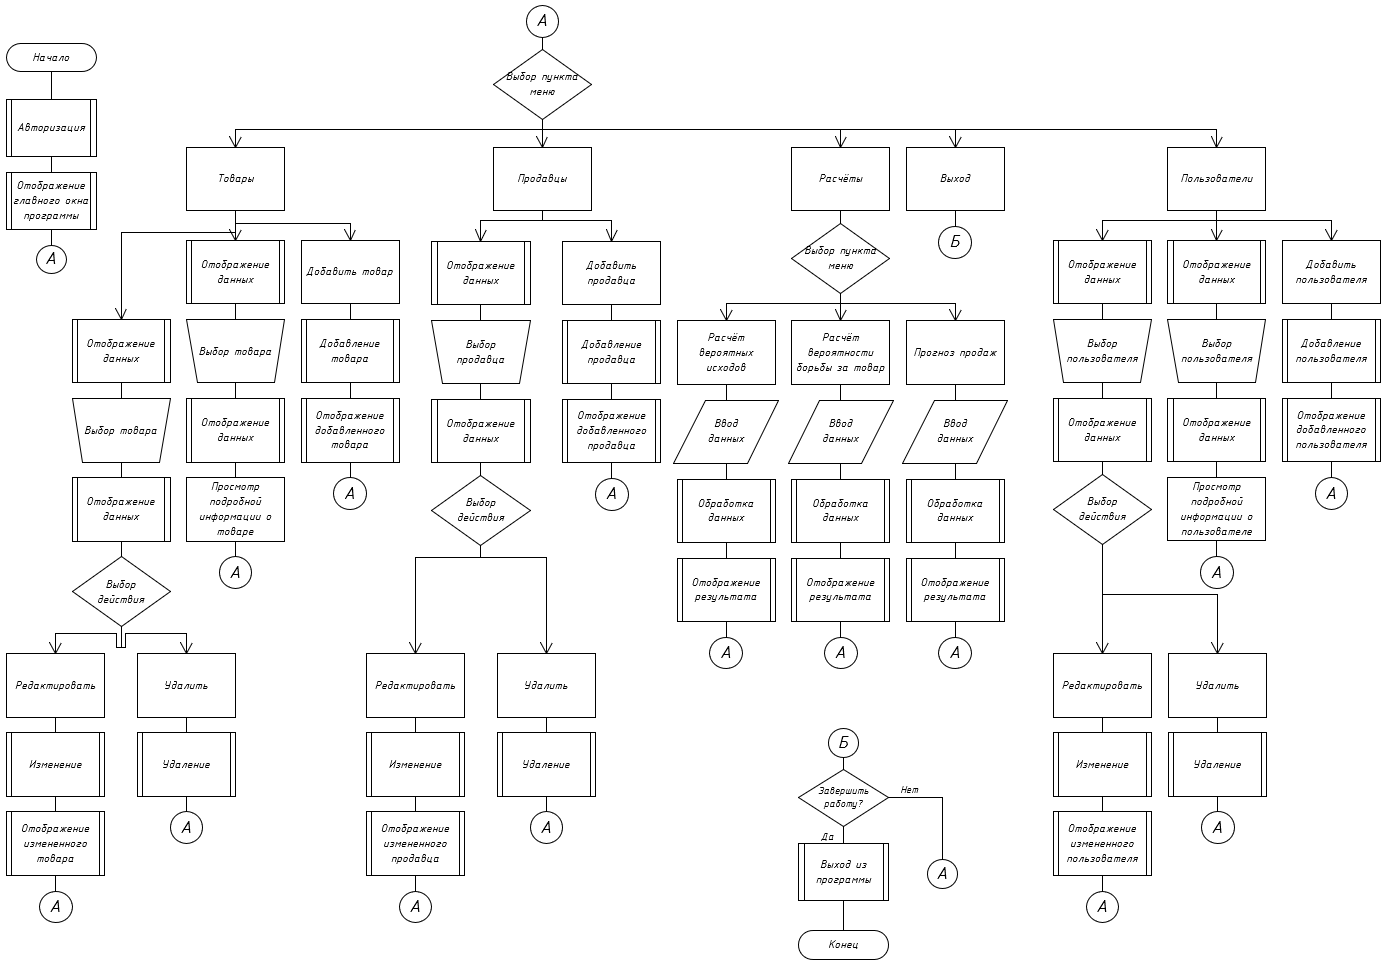 Начало
Авторизация
Отображение
главного окна
программы
А
А
Выбор пункта
меню
Товары
Продавцы
Расчёты
Выход
Пользователи
Б
Отображение
данных
Выбор товара
Отображение
данных
Выбор
действия
Редактировать
Изменение
Отображение
измененного
товара
А
Удалить
Удаление
А
Отображение
данных
Выбор товара
Отображение
данных
Просмотр
подробной
информации о
товаре
А
Добавить товар
Добавление
товара
Отображение
добавленного
товара
А
Отображение
данных
Выбор
продавца
Отображение
данных
Выбор
действия
Редактировать
Изменение
Отображение
измененного
продавца
А
Удалить
Удаление
А
Добавить
продавца
Добавление
продавца
Отображение
добавленного
продавца
А
Выбор пункта
меню
Расчёт
вероятных
исходов
Ввод
данных
Обработка
данных
Отображение
результата
А
Расчёт
вероятности
борьбы за товар
Ввод
данных
Обработка
данных
Отображение
результата
А
Прогноз продаж
Ввод
данных
Обработка
данных
Отображение
результата
А
Отображение
данных
Выбор
пользователя
Отображение
данных
Выбор
действия
Редактировать
Изменение
Отображение
измененного
пользователя
А
Удалить
Удаление
А
Отображение
данных
Выбор
пользователя
Отображение
данных
Просмотр
подробной
информации о
пользователе
А
Добавить
пользователя
Добавление
пользователя
Отображение
добавленного
пользователя
А
Б
Завершить
работу?
Нет
А
Да
Выход из
программы
Конец